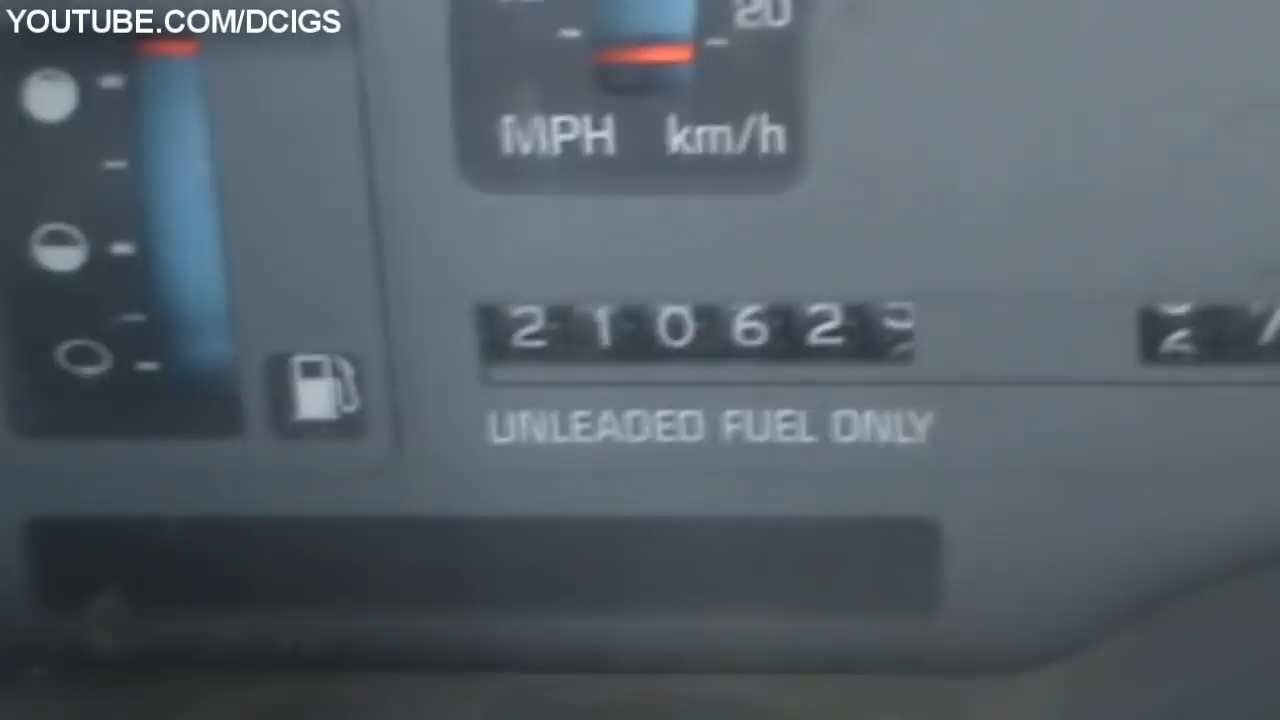 YOUTUBE.COM/DCIGS
20
MPH km/h
21062
UNLEADED FUEL ONLY